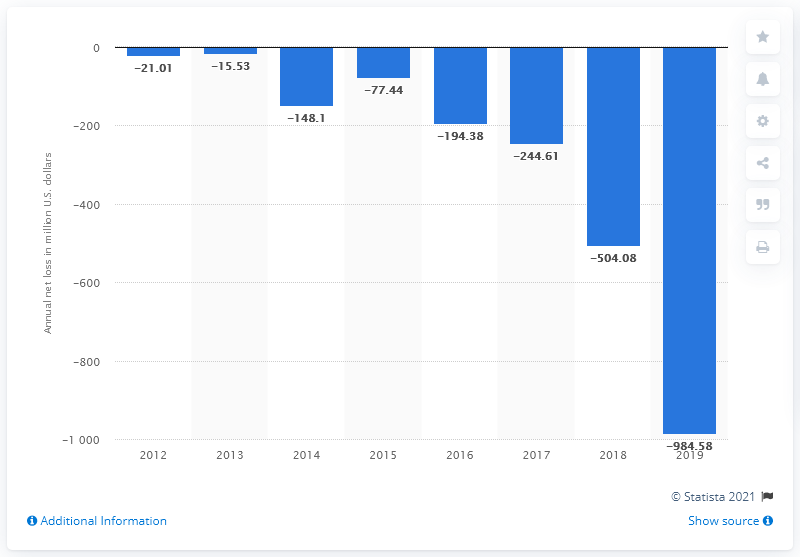 Annual net loss in million U.S. dollars
0
−200
−400
−600
−800
−1 000
−21.01
−15.53
−148.1
−77.44
−194.38
−244.61
−504.08
−984.58
2012 2013 2014 2015 2016 2017 2018 2019
© Statista 2021
Additional Information
Show source